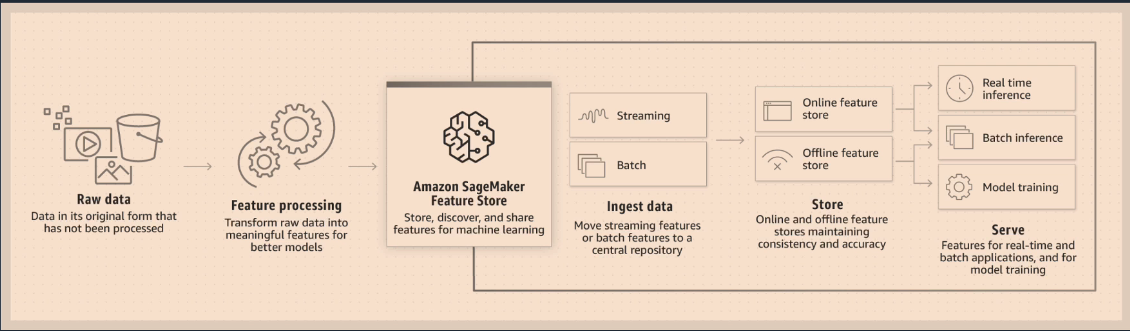 Raw data
Data in its original form that
has not been processed
Feature processing
Transform raw data into
meaningful features for
better models
Amazon SageMaker
Feature Store
Store, discover, and share
features for machine learning
Streaming
Batch
Ingest data
Move streaming features
or batch features to a
central repository
Online feature
store
Offline feature
store
Store
Online and offline feature
stores maintaining
consistency and accuracy
Real time
inference
Batch inference
Model training
Serve
Features for real-time and
batch applications, and for
model training